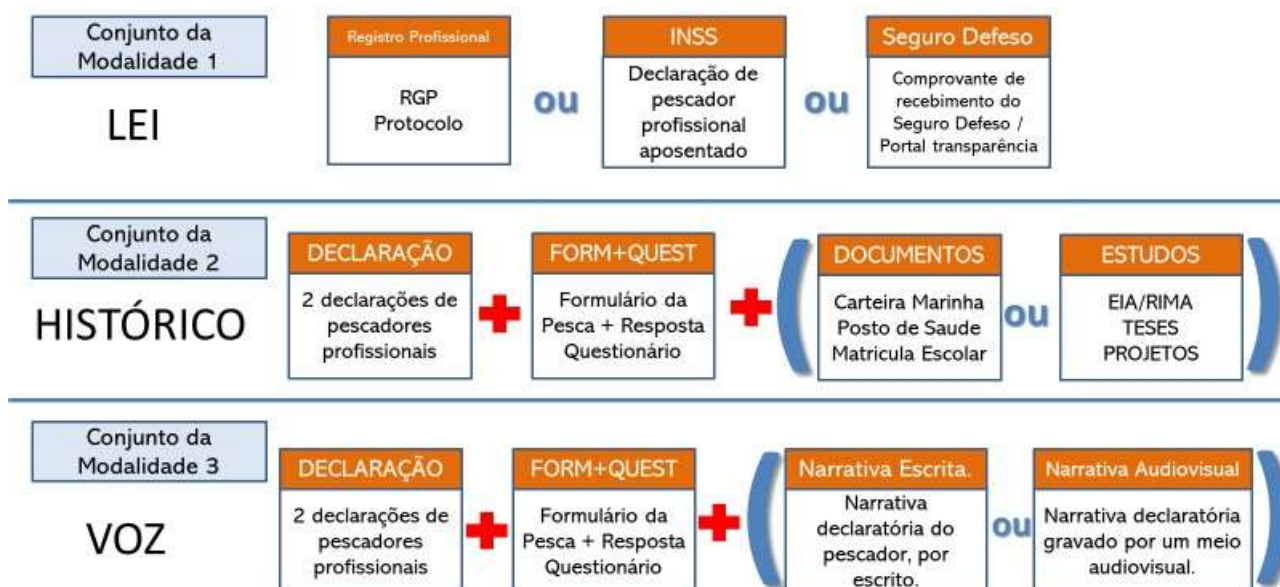 Conjunto da
Modalidade 1
LEI
Registro Profissional
RGP
Protocolo
ou
INSS
Declaração de
pescador
profissional
aposentado
ou
Seguro Defeso
Comprovante de
recebimento do
Seguro Defeso /
Portal transparência
Conjunto da
Modalidade 2
HISTÓRICO
DECLARAÇÃO
2 declarações de
pescadores
profissionais
+
FORM+QUEST
Formulário da
Pesca + Resposta
Questionário
+
(
DOCUMENTOS
Carteira Marinha
Posto de Saude
Matricula Escolar
ou
ESTUDOS
EIA/RIMA
TESES
PROJETOS
)
Conjunto da
Modalidade 3
VOZ
DECLARAÇÃO
2 declarações de
pescadores
profissionais
+
FORM+QUEST
Formulário da
Pesca + Resposta
Questionário
+
(
Narrativa Escrita.
Narrativa
declaratória do
pescador, por
escrito.
ou
Narrativa Audiovisual
Narrativa declaratória
gravado por um meio
audiovisual.
)